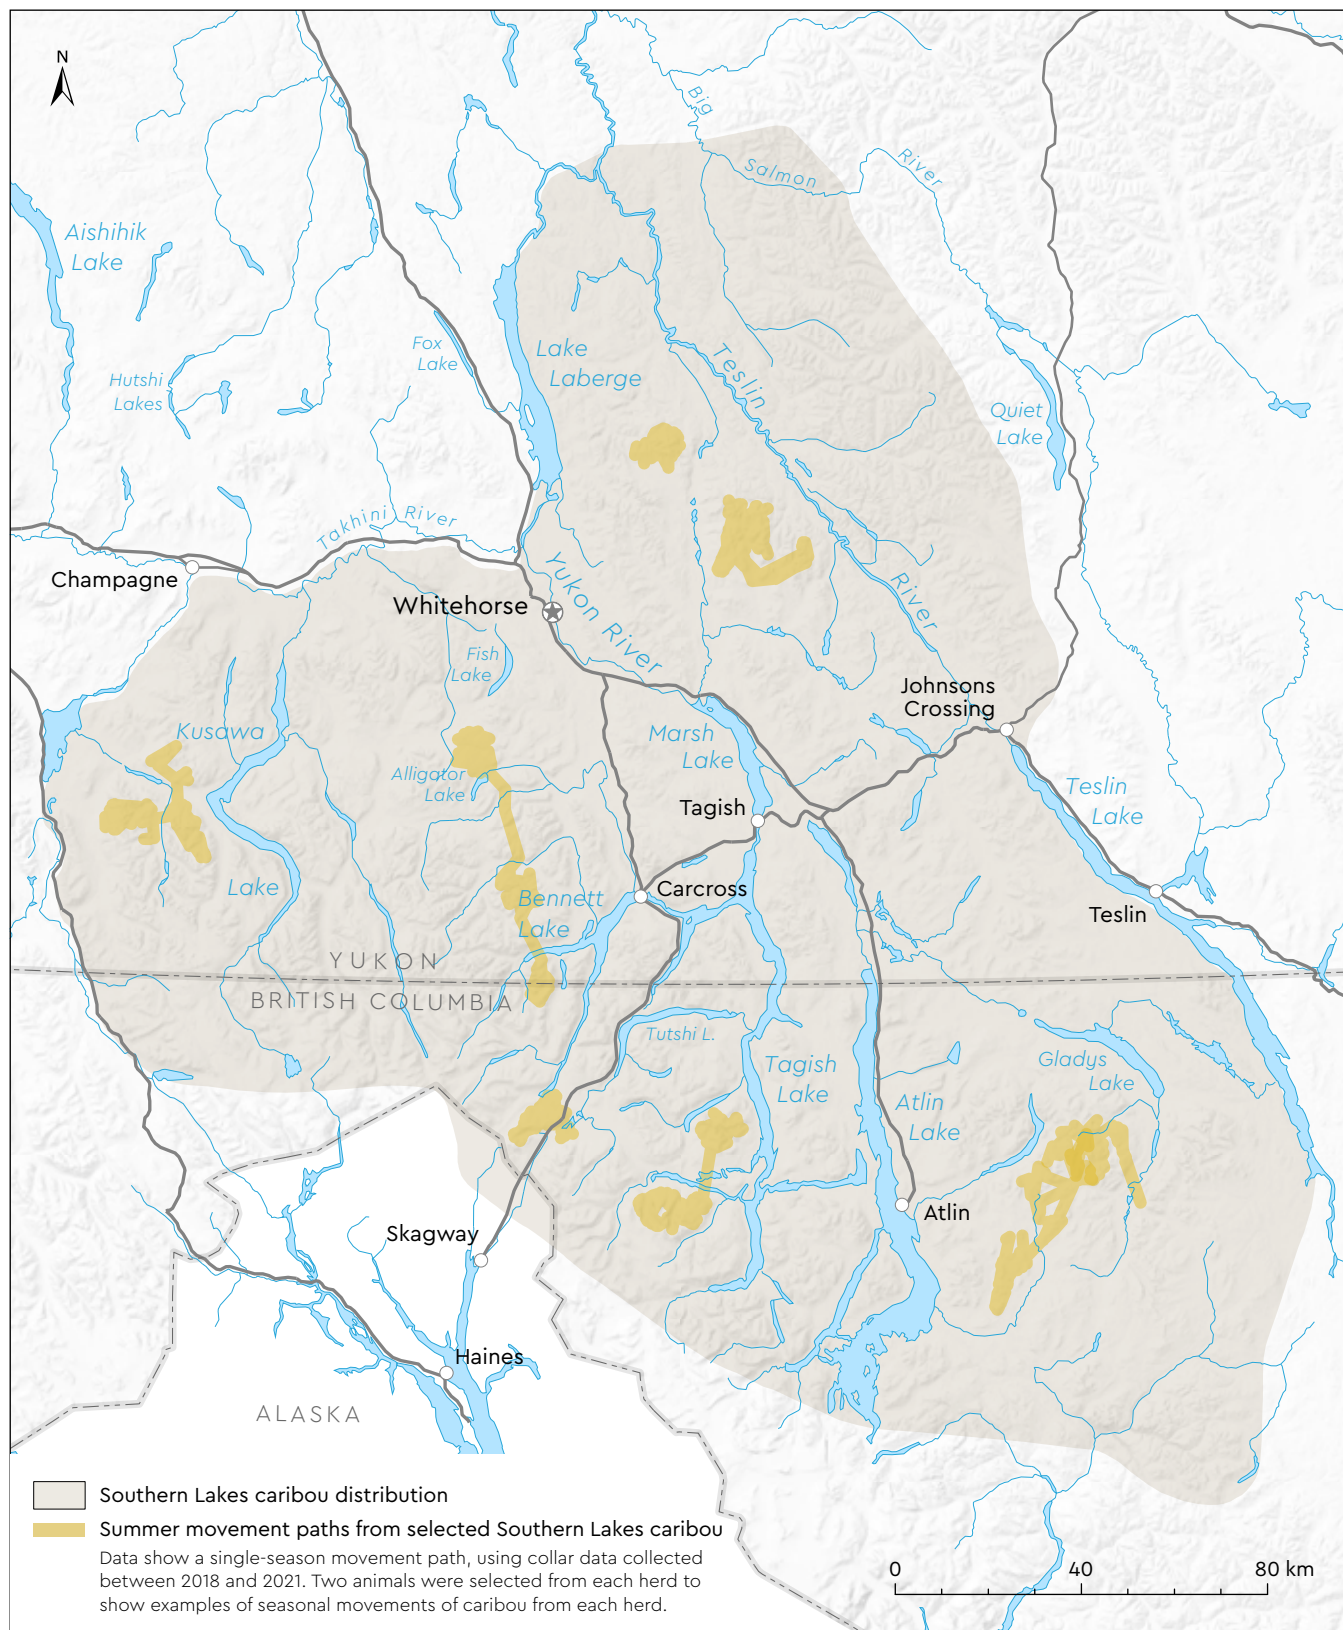 N
Big
Salmon
River
Aishihik
Lake
Fox
Lake
Lake
Laberge
Teslin
Hutshi
Lakes
Quiet
Lake
Takhini River
Champagne
Yukon River
River
Whitehorse
Fish
Lake
Johnsons
Crossing
Kusawa
Marsh
Lake
Alligator
Lake
Teslin
Lake
Tagish
Lake
Bennett
Lake
Carcross
Teslin
YUKON
BRITISH COLUMBIA
Tutshi L.
Tagish
Lake
Gladys
Lake
Atlin
Lake
Atlin
Skagway
Haines
ALASKA
Southern Lakes caribou distribution
Summer movement paths from selected Southern Lakes caribou
Data show a single-season movement path, using collar data collected
between 2018 and 2021. Two animals were selected from each herd to
show examples of seasonal movements of caribou from each herd.
0 40 80 km